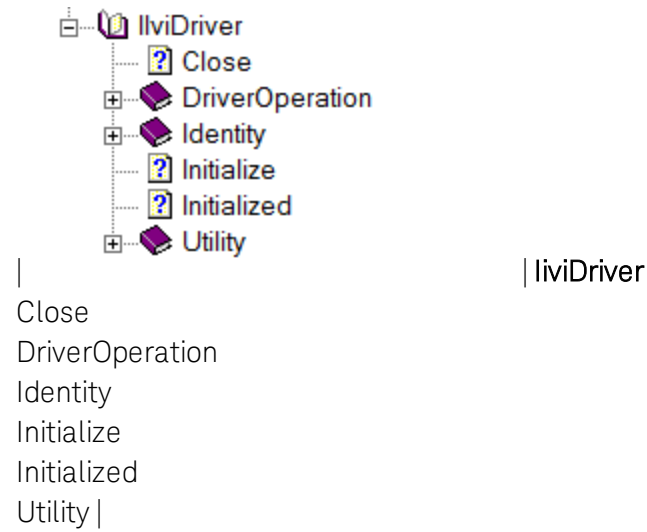 IIviDriver
Close
DriverOperation
Identity
Initialize
Initialized
Utility
| | IiviDriver
Close
DriverOperation
Identity
Initialize
Initialized
Utility |